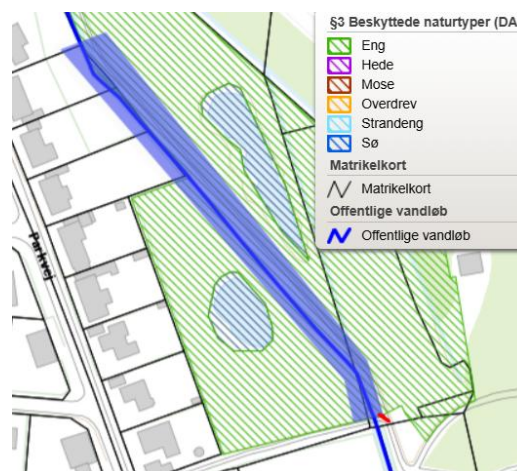 §3 Beskyttede naturtyper (DA
Eng
Hede
Mose
Overdrev
Strandeng
Sø
Matrikelkort
Matrikelkort
Offentlige vandløb
Offentlige vandløb
Parkvej